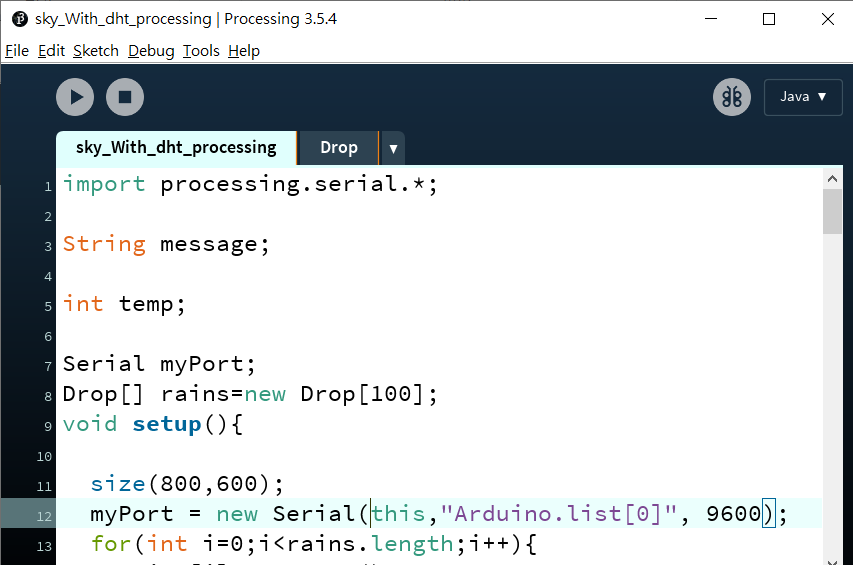 sky_With_dht_processing | Processing 3.5.4
File Edit Sketch Debug Tools Help
Java ▼
sky_With_dht_processing Drop ▼
1 import processing.serial.*;
2
3 String message;
4
5 int temp;
6
7 Serial myPort;
8 Drop[] rains=new Drop[100];
9 void setup(){
10
11 size(800,600);
12 myPort = new Serial(this,"Arduino.list[0]", 9600);
13 for(int i=0;i<rains.length;i++){